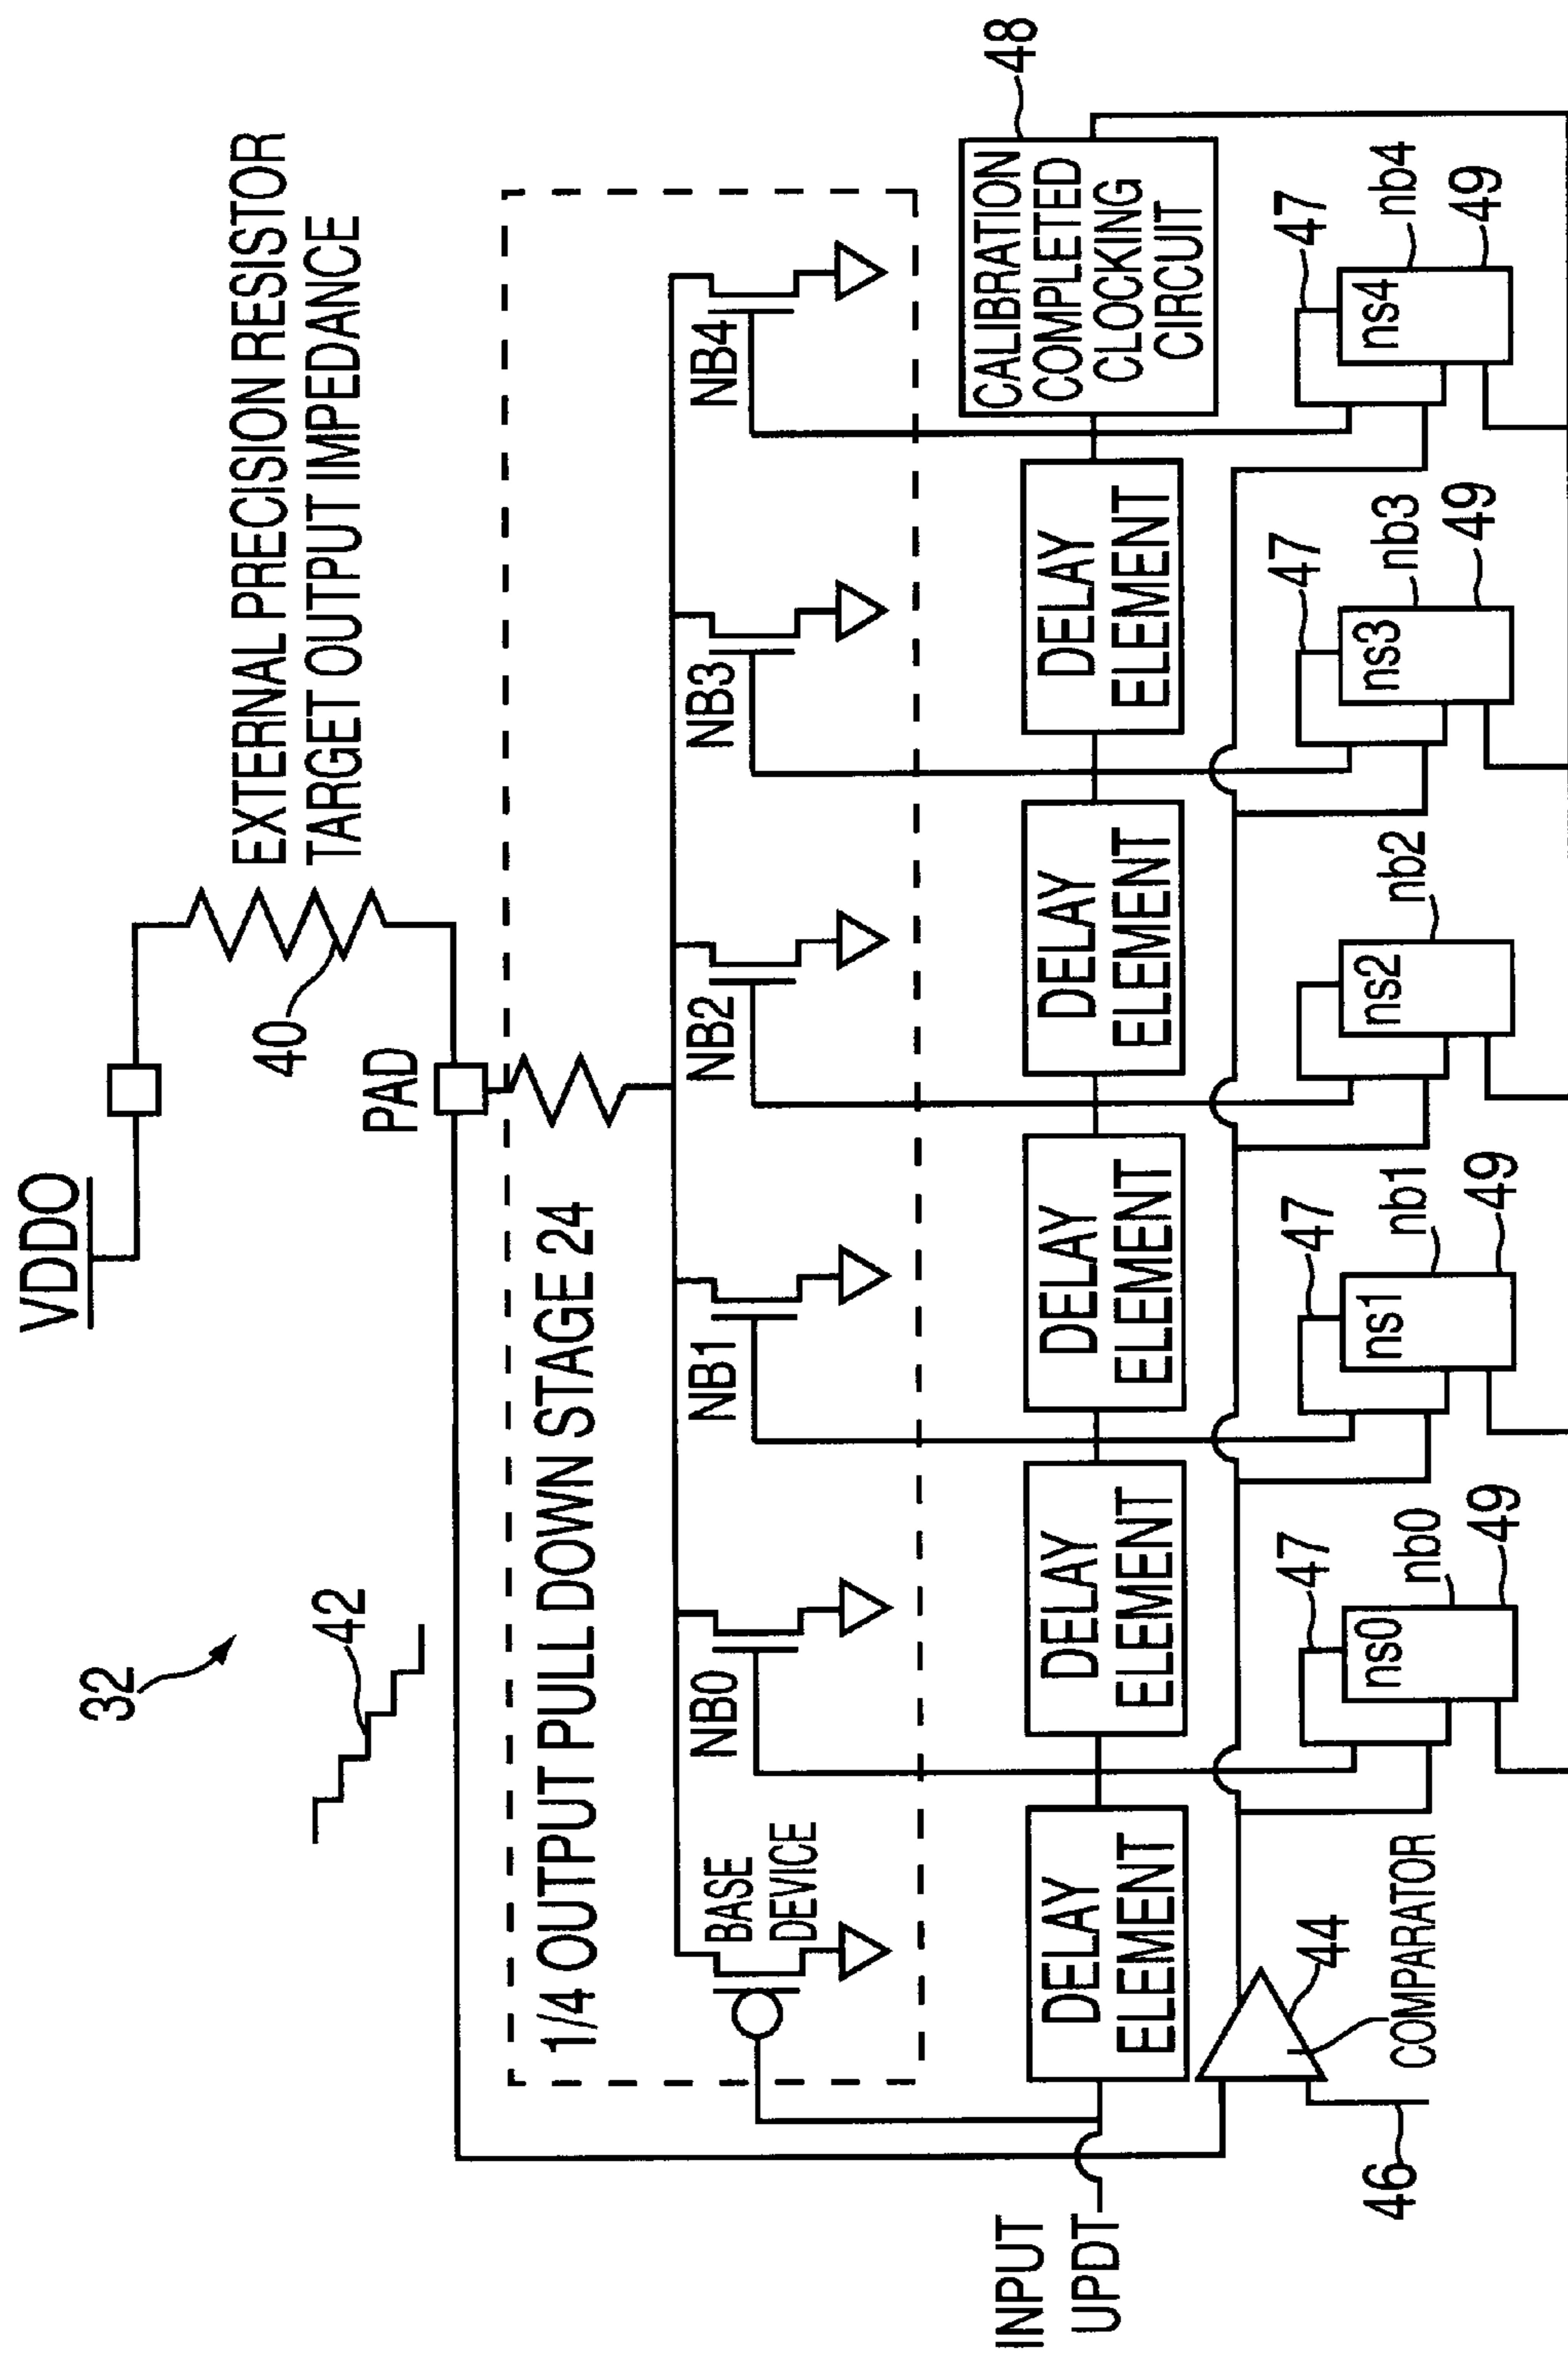 32
VDDO
42
40
EXTERNAL PRECISION RESISTOR
TARGET OUTPUT IMPEDANCE
PAD
1/4 OUTPUT PULL DOWN STAGE 24
BASE
DEVICE
NB0
NB1
NB2
NB3
NB4
INPUT
UPDT
DELAY
ELEMENT
DELAY
ELEMENT
DELAY
ELEMENT
DELAY
ELEMENT
DELAY
ELEMENT
CALIBRATION
COMPLETED
CLOCKING
CIRCUIT
48
46
44
COMPARATOR
47
ns0
nb0
49
47
ns1
nb1
49
ns2
nb2
47
ns3
nb3
49
47
ns4
nb4
49